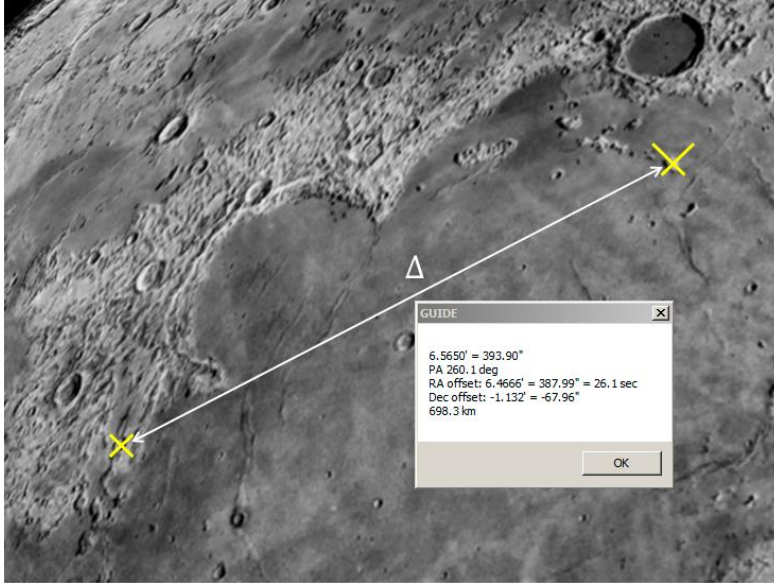 Δ
GUIDE
6.5650' = 393.90"
PA 260.1 deg
RA offset: 6.4666' = 387.99" = 26.1 sec
Dec offset: -1.132' = -67.96"
698.3 km
OK